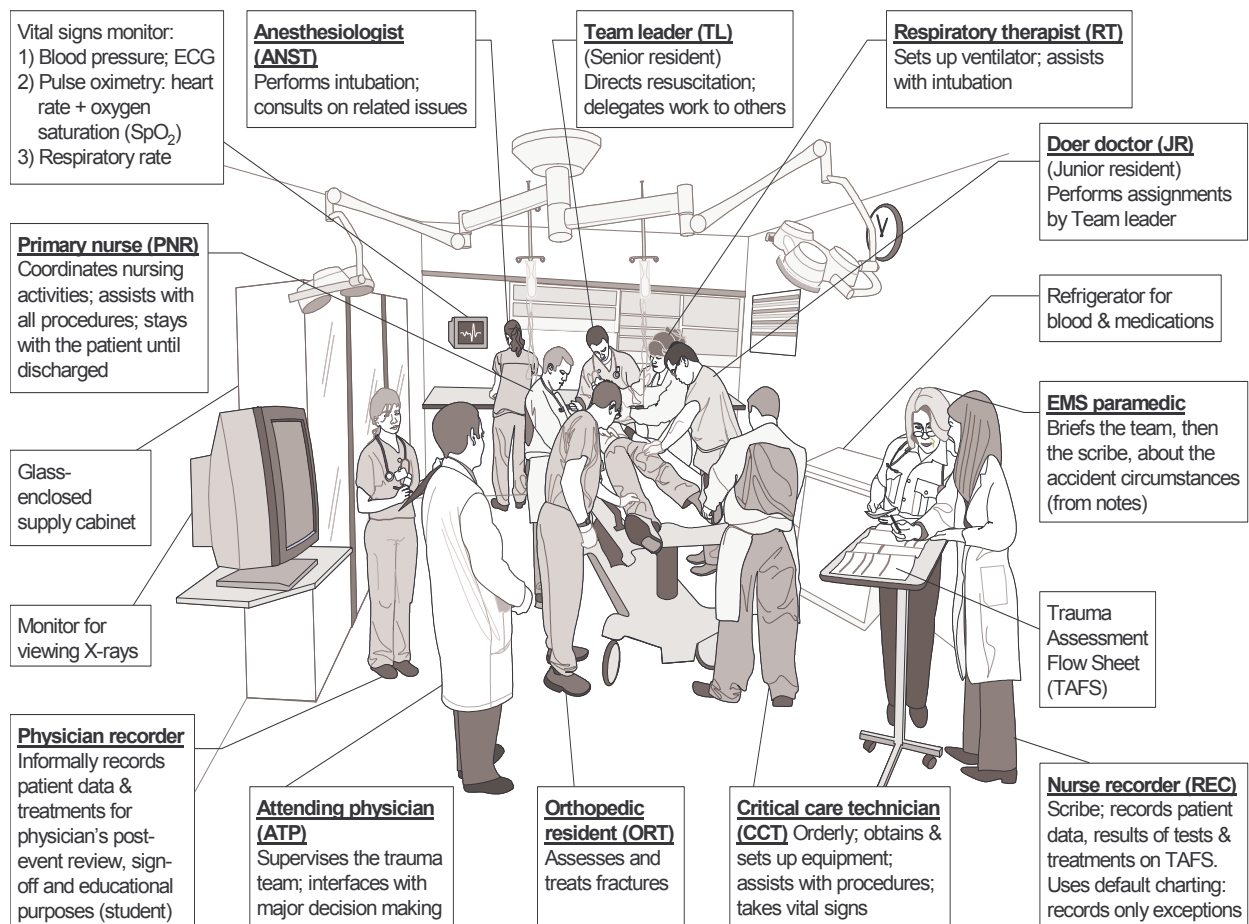 Vital signs monitor:
1) Blood pressure; ECG
2) Pulse oximetry: heart
rate + oxygen
saturation (SpO₂)
3) Respiratory rate
Anesthesiologist
(ANST)
Performs intubation;
consults on related issues
Team leader (TL)
(Senior resident)
Directs resuscitation;
delegates work to others
Respiratory therapist (RT)
Sets up ventilator; assists
with intubation
Doer doctor (JR)
(Junior resident)
Performs assignments
by Team leader
Primary nurse (PNR)
Coordinates nursing
activities; assists with
all procedures; stays
with the patient until
discharged
Refrigerator for
blood & medications
EMS paramedic
Briefs the team, then
the scribe, about the
accident circumstances
(from notes)
Glass-
enclosed
supply cabinet
Monitor for
viewing X-rays
Trauma
Assessment
Flow Sheet
(TAFS)
Physician recorder
Informally records
patient data &
treatments for
physician's post-
event review, sign-
off and educational
purposes (student)
Attending physician
(ATP)
Supervises the trauma
team; interfaces with
major decision making
Orthopedic
resident (ORT)
Assesses and
treats fractures
Critical care technician
(CCT) Orderly; obtains &
sets up equipment;
assists with procedures;
takes vital signs
Nurse recorder (REC)
Scribe; records patient
data, results of tests &
treatments on TAFS.
Uses default charting:
records only exceptions